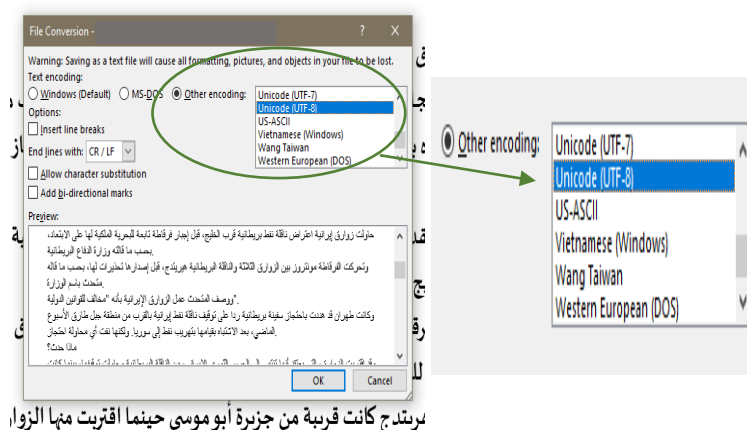 File Conversion -
Warning: Saving as a text file will cause all formatting, pictures, and objects in your file to be lost.
Text encoding:
Windows (Default) MS-DOS Other encoding:
Unicode (UTF-7)
Unicode (UTF-8)
US-ASCII
Vietnamese (Windows)
Wang Taiwan
Western European (DOS)
Options:
Insert line breaks
End lines with: CR / LF
Allow character substitution
Add bi-directional marks
Preview:
حاولت زوارق إيرانية اعتراض ناقلة نفط بريطانية قرب الخليج، قبل إجبار فرقاطة تابعة للبحرية الملكية لها على الابتعاد،
بحسب ما قالته وزارة الدفاع البريطانية.
وتحركت الفرقاطة مونتروز بين الزوارق الثلاثة والناقلة البريطانية هيريتدج، قبل إصدارها تحذيرات لها، بحسب ما قاله
متحدث باسم الوزارة.
ووصف المتحدث عمل الزوارق الإيرانية بأنه "مخالف للقوانين الدولية".
وكانت طهران قد هددت باحتجاز سفينة بريطانية ردا على توقيف ناقلة نفط إيرانية بالقرب من منطقة جبل طارق الأسبوع
الماضي، بعد الاشتباه بقيامها بتهريب نفط إلى سوريا. ولكنها نفت أي محاولة احتجاز.
ماذا حدث؟
OK Cancel
كانت قريبة من جزيرة أبو موسى حينما اقتربت منها
Other encoding:
Unicode (UTF-7)
Unicode (UTF-8)
US-ASCII
Vietnamese (Windows)
Wang Taiwan
Western European (DOS)